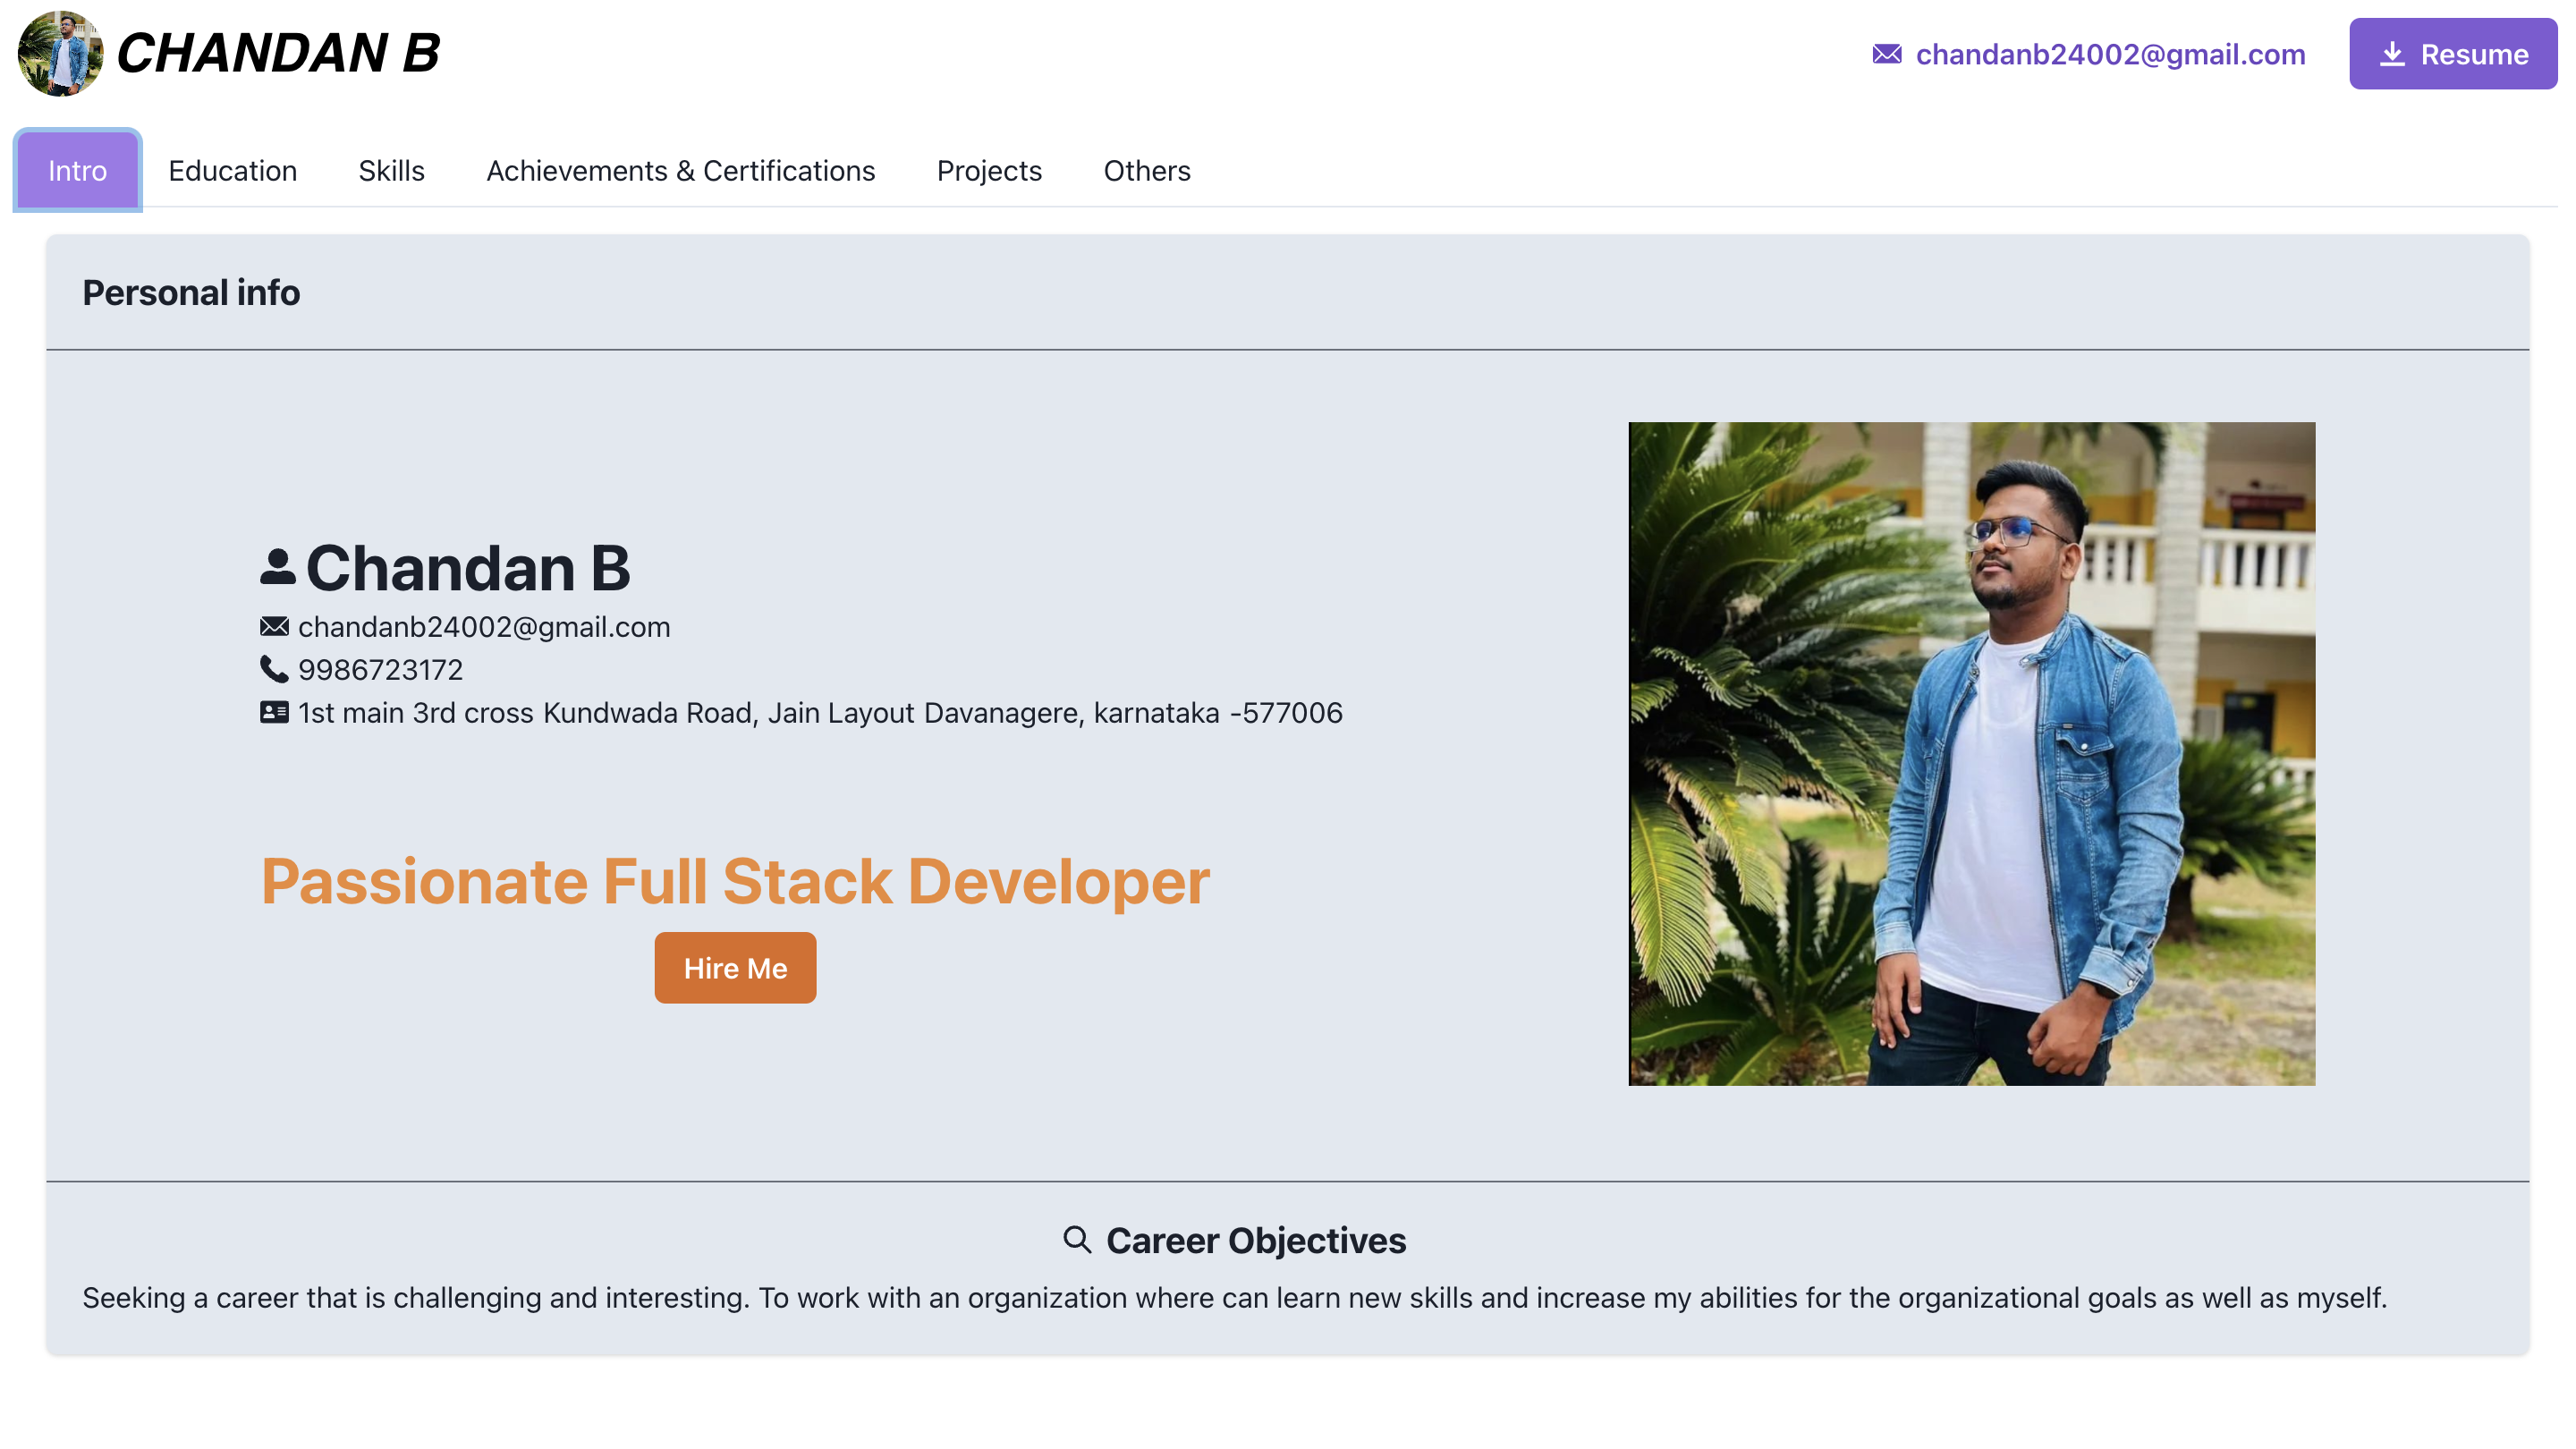 CHANDAN B
chandanb24002@gmail.com
Resume
Intro Education Skills Achievements & Certifications Projects Others
Personal info
Chandan B
chandanb24002@gmail.com
9986723172
1st main 3rd cross Kundwada Road, Jain Layout Davanagere, karnataka -577006
Passionate Full Stack Developer
Hire Me
Career Objectives
Seeking a career that is challenging and interesting. To work with an organization where can learn new skills and increase my abilities for the organizational goals as well as myself.